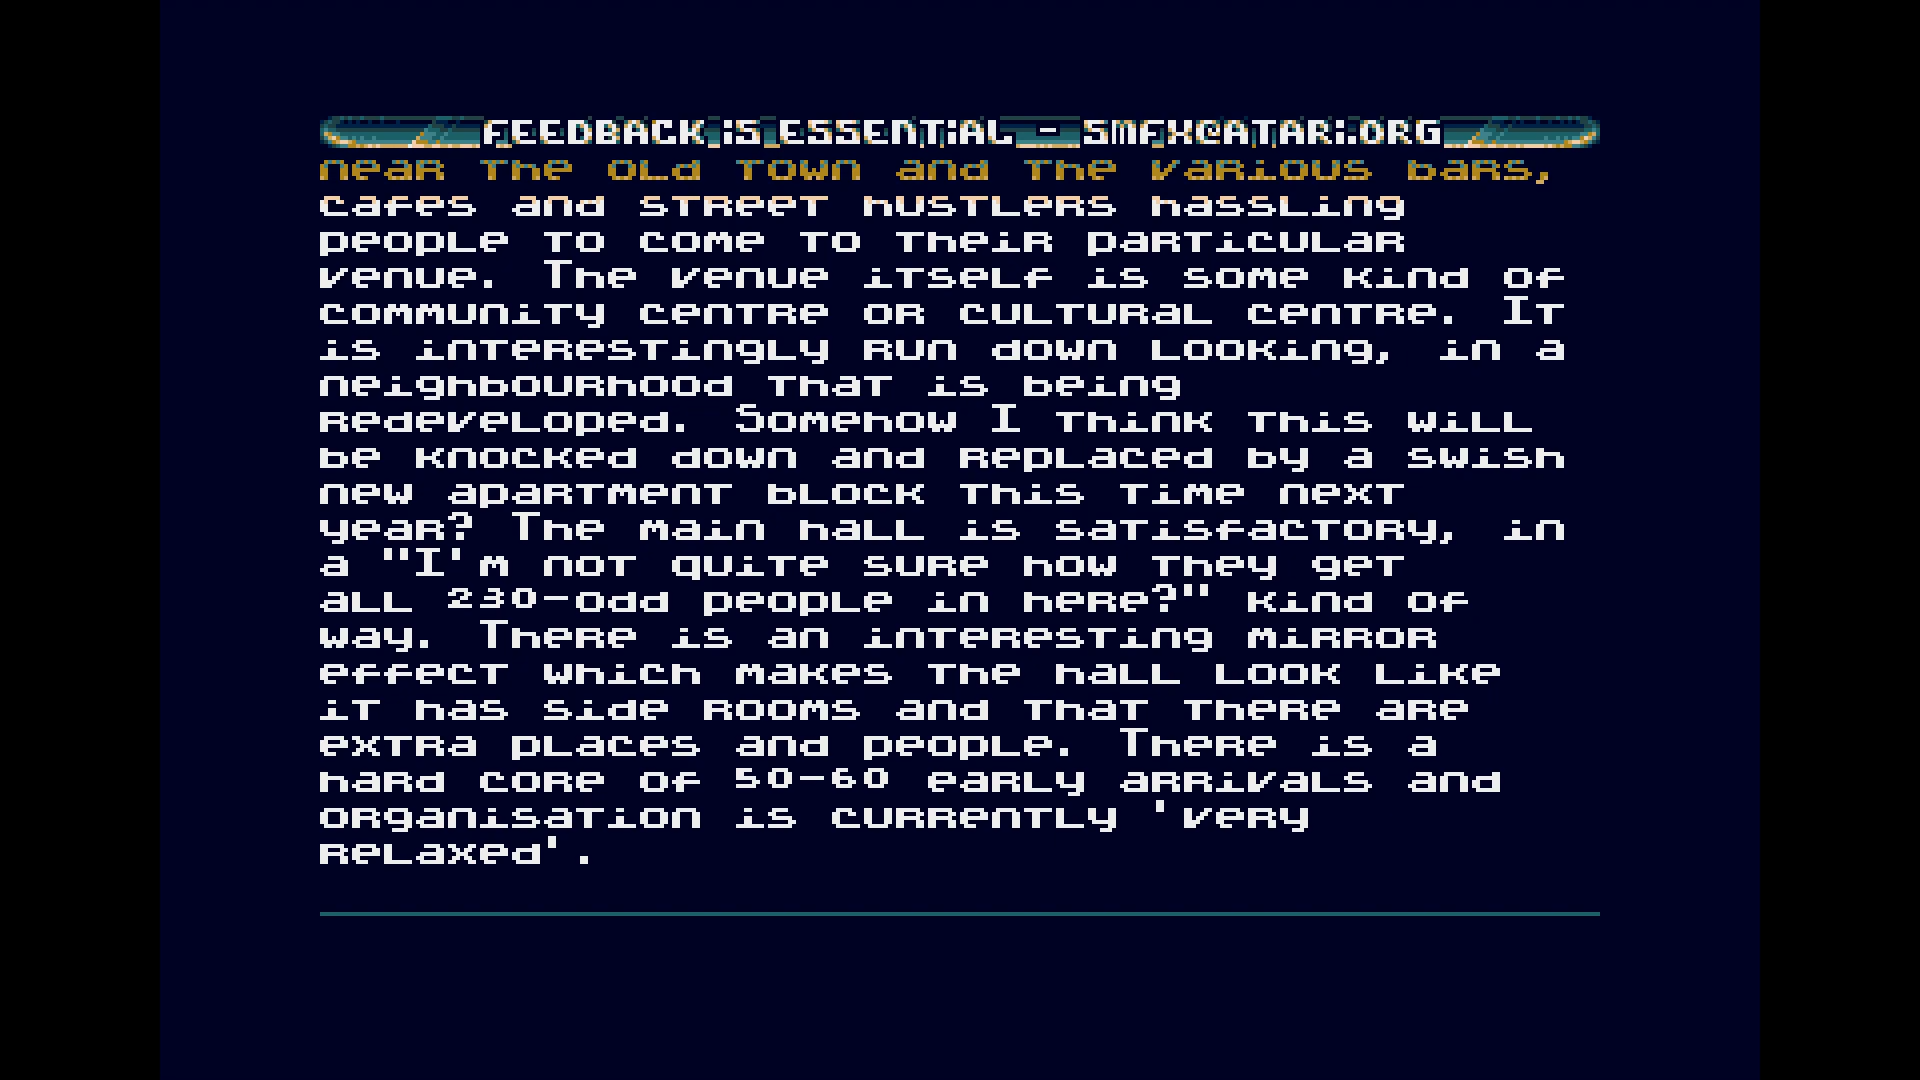 FEEDBACK IS ESSENTIAL - SMFX@ATARI.ORG
near the old town and the various bars,
cafes and street hustlers hassling
people to come to their particular
venue. The venue itself is some kind of
community centre or cultural centre. It
is interestingly run down looking, in a
neighbourhood that is being
redeveloped. Somehow I think this will
be knocked down and replaced by a swish
new apartment block this time next
year? The main hall is satisfactory, in
a "I'm not quite sure how they get
all 230-odd people in here?" kind of
way. There is an interesting mirror
effect which makes the hall look like
it has side rooms and that there are
extra places and people. There is a
hard core of 50-60 early arrivals and
organisation is currently 'very
relaxed'.